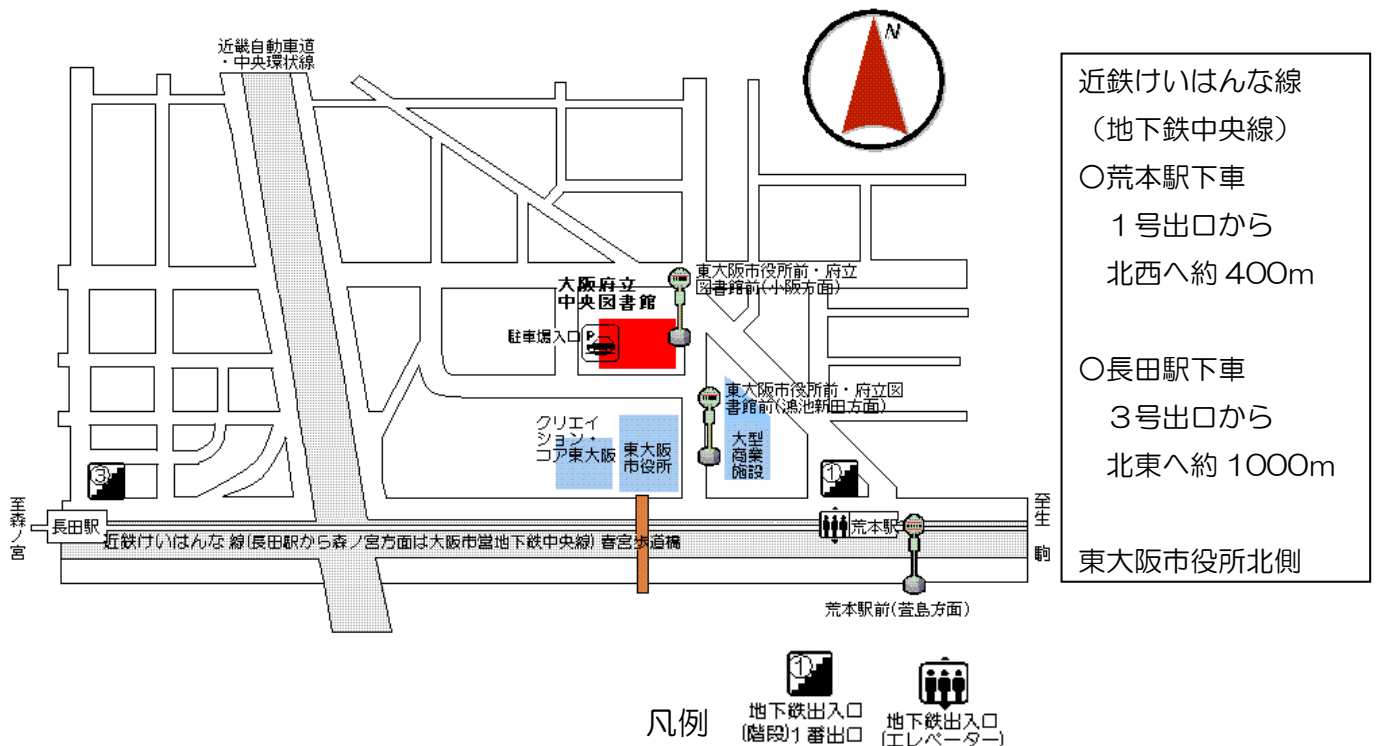 近畿自動車道
・中央環状線
N
大阪府立
中央図書館
東大阪市役所前・府立
図書館前(小阪方面)
駐車場入口
P
東大阪市役所前・府立図
書館前(鴻池新田方面)
クリエイ
ション・
コア東大阪
東大阪
市役所
大型
商業
施設
③
①
至森ノ宮
長田駅
荒本駅
至生駒
近鉄けいはんな線(長田駅から森ノ宮方面は大阪市営地下鉄中央線)
春宮歩道橋
荒本駅前(萱島方面)
凡例
①
地下鉄出入口
(階段)1番出口
地下鉄出入口
(エレベーター)
近鉄けいはんな線
(地下鉄中央線)
○荒本駅下車
1号出口から
北西へ約400m
○長田駅下車
3号出口から
北東へ約1000m
東大阪市役所北側